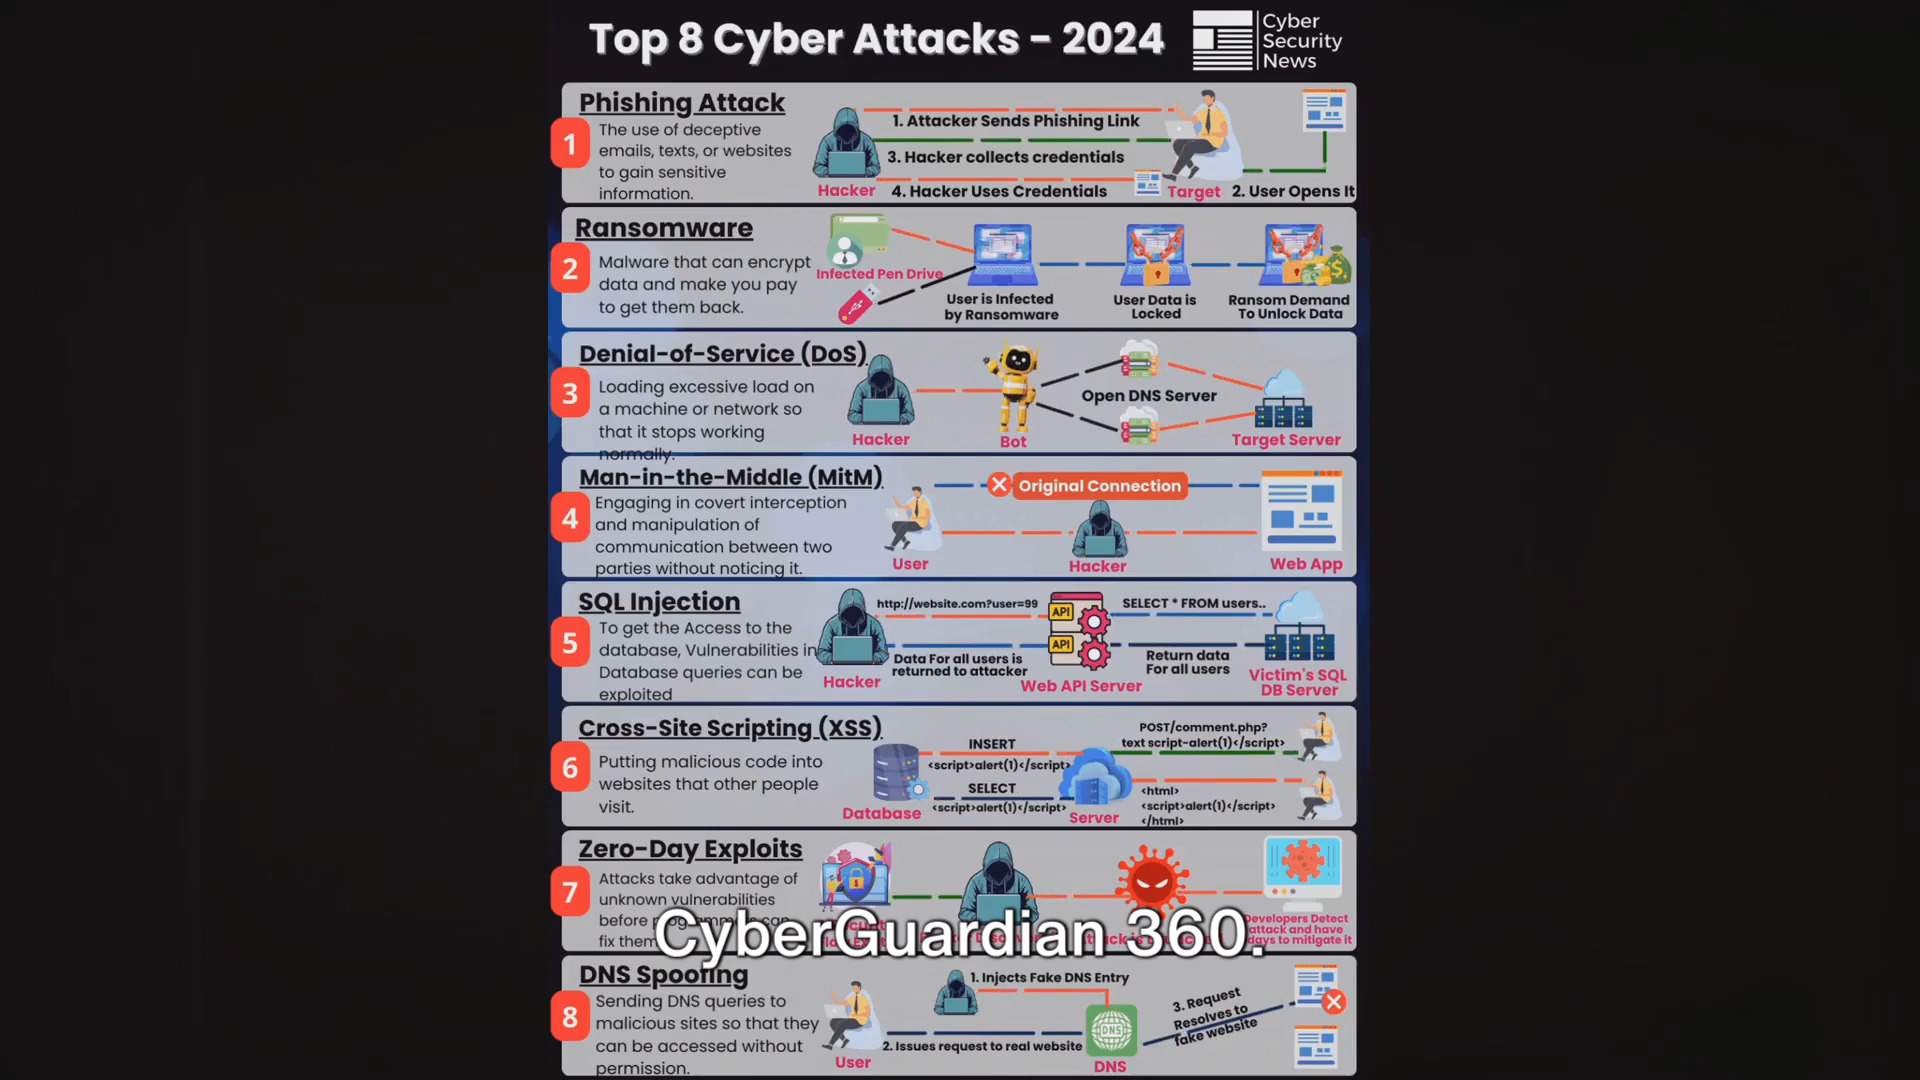 Top 8 Cyber Attacks - 2024
Cyber
Security
News
1
Phishing Attack
The use of deceptive
emails, texts, or websites
to gain sensitive
information.
1. Attacker Sends Phishing Link
3. Hacker collects credentials
4. Hacker Uses Credentials
Hacker
Target
2. User Opens It
2
Ransomware
Malware that can encrypt
data and make you pay
to get them back.
Infected Pen Drive
User is Infected
by Ransomware
User Data is
Locked
Ransom Demand
To Unlock Data
3
Denial-of-Service (DoS)
Loading excessive load on
a machine or network so
that it stops working
normally.
Hacker
Bot
Open DNS Server
Target Server
4
Man-in-the-Middle (MitM)
Engaging in covert interception
and manipulation of
communication between two
parties without noticing it.
Original Connection
User
Hacker
Web App
5
SQL Injection
To get the Access to the
database, Vulnerabilities in
Database queries can be
exploited
Hacker
http://website.com?user=99
Data For all users is
returned to attacker
API
API
Web API Server
SELECT * FROM users..
Return data
For all users
Victim's SQL
DB Server
6
Cross-Site Scripting (XSS)
Putting malicious code into
websites that other people
visit.
Database
INSERT
<script>alert(1)</script>
SELECT
<script>alert(1)</script>
Server
POST/comment.php?
text script-alert(1)</script>
<html>
<script>alert(1)</script>
</html>
7
Zero-Day Exploits
Attacks take advantage of
unknown vulnerabilities
before can
fix them
Developers Detect
attack and have
days to mitigate it
CyberGuardian 360.
8
DNS Spoofing
Sending DNS queries to
malicious sites so that they
can be accessed without
permission.
User
1. Injects Fake DNS Entry
2. Issues request to real website
DNS
DNS
3. Request
Resolves to
fake website